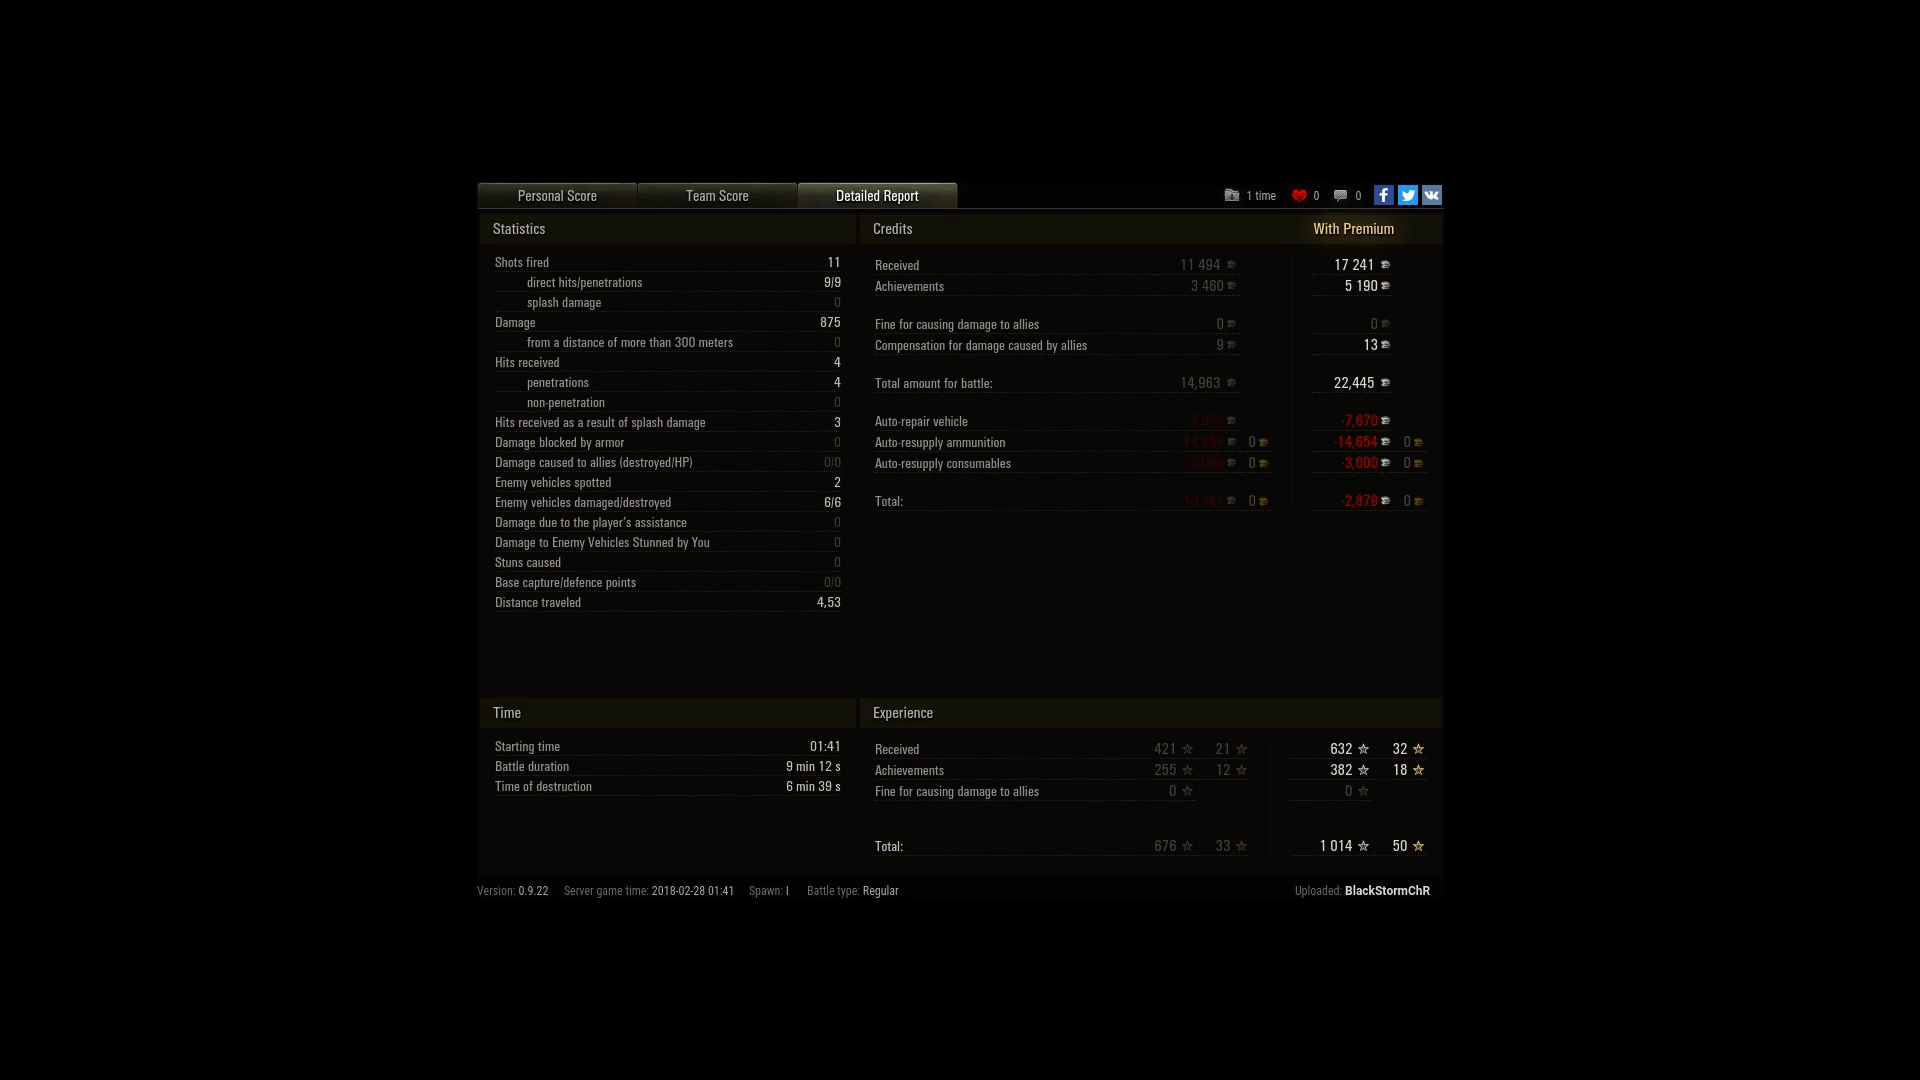 Personal Score Team Score Detailed Report 1 time 0 0
Statistics
Shots fired 11
direct hits/penetrations 9/9
splash damage 0
Damage 875
from a distance of more than 300 meters 0
Hits received 4
penetrations 4
non-penetration 0
Hits received as a result of splash damage 3
Damage blocked by armor 0
Damage caused to allies (destroyed/HP) 0/0
Enemy vehicles spotted 2
Enemy vehicles damaged/destroyed 6/6
Damage due to the player's assistance 0
Damage to Enemy Vehicles Stunned by You 0
Stuns caused 0
Base capture/defence points 0/0
Distance traveled 4,53
Credits With Premium
Received 11 494 17 241
Achievements 3 460 5 190
Fine for causing damage to allies 0 0
Compensation for damage caused by allies 9 13
Total amount for battle: 14,963 22,445
Auto-repair vehicle -7,670
Auto-resupply ammunition 0 -14,654 0
Auto-resupply consumables 0 -3,000 0
Total: 0 -2,879 0
Time
Starting time 01:41
Battle duration 9 min 12 s
Time of destruction 6 min 39 s
Experience
Received 421 21 632 32
Achievements 255 12 382 18
Fine for causing damage to allies 0 0
Total: 676 33 1 014 50
Version: 0.9.22 Server game time: 2018-02-28 01:41 Spawn: I Battle type: Regular Uploaded: BlackStormChR